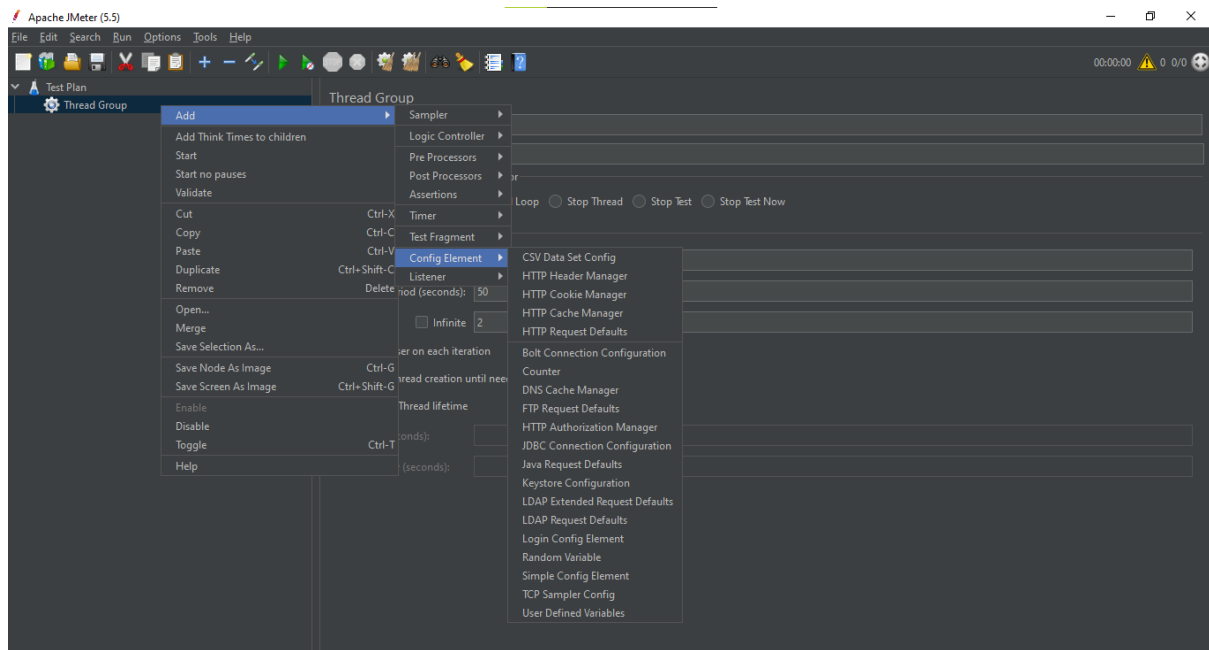 Apache JMeter (5.5)
File Edit Search Run Options Tools Help
00:00:00 0 0/0
Test Plan
Thread Group
Thread Group
Add
Add Think Times to children
Start
Start no pauses
Validate
Cut Ctrl-X
Copy Ctrl-C
Paste Ctrl-V
Duplicate Ctrl+Shift-C
Remove Delete
Open...
Merge
Save Selection As...
Save Node As Image Ctrl-G
Save Screen As Image Ctrl+Shift-G
Enable
Disable
Toggle Ctrl-T
Help
Sampler
Logic Controller
Pre Processors
Post Processors
Assertions
Timer
Test Fragment
Config Element
Listener
CSV Data Set Config
HTTP Header Manager
HTTP Cookie Manager
HTTP Cache Manager
HTTP Request Defaults
Bolt Connection Configuration
Counter
DNS Cache Manager
FTP Request Defaults
HTTP Authorization Manager
JDBC Connection Configuration
Java Request Defaults
Keystore Configuration
LDAP Extended Request Defaults
LDAP Request Defaults
Login Config Element
Random Variable
Simple Config Element
TCP Sampler Config
User Defined Variables
Loop Stop Thread Stop Test Stop Test Now
(seconds): 50
Infinite 2
on each iteration
creation until
Thread lifetime
(seconds):